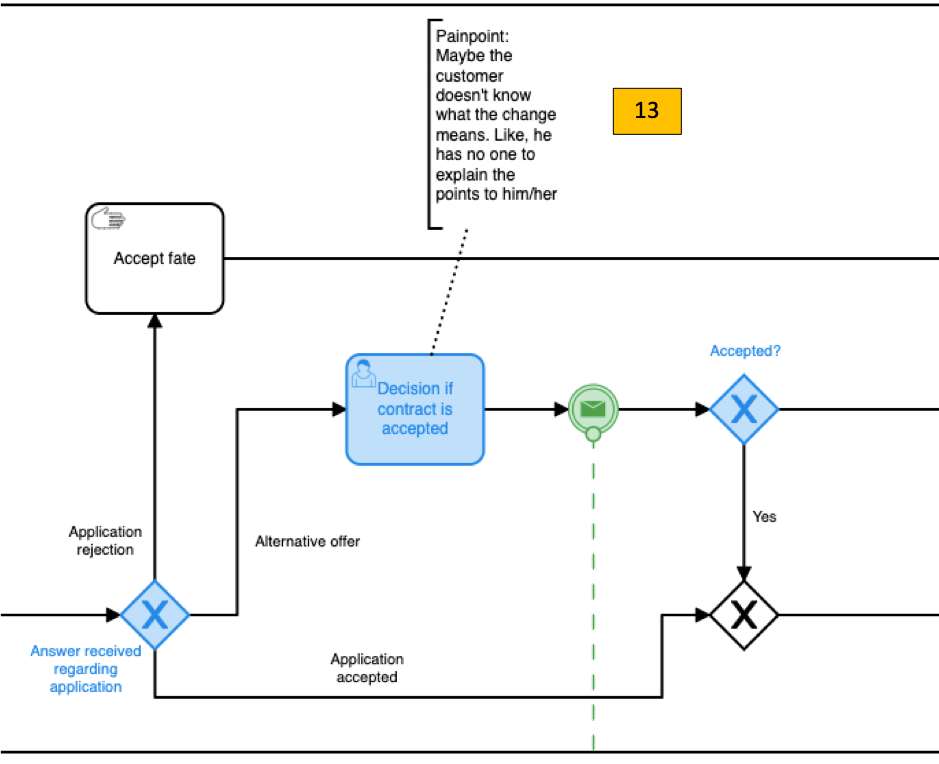 Painpoint:
Maybe the
customer
doesn't know
what the change
means. Like, he
has no one to
explain the
points to him/her
13
Accept fate
Accepted?
Decision if
contract is
accepted
X
Yes
Application
rejection
Alternative offer
X
X
Answer received
regarding
application
Application
accepted